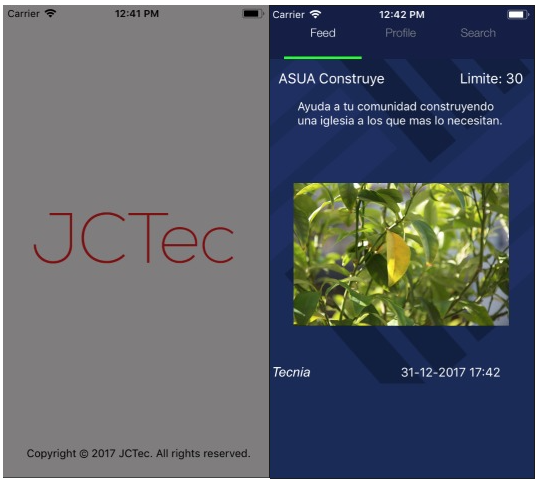 Carrier 12:41 PM
JCTec
Copyright © 2017 JCTec. All rights reserved.
Carrier 12:42 PM
Feed Profile Search
ASUA Construye Limite: 30
Ayuda a tu comunidad construyendo
una iglesia a los que mas lo necesitan.
Tecnia 31-12-2017 17:42